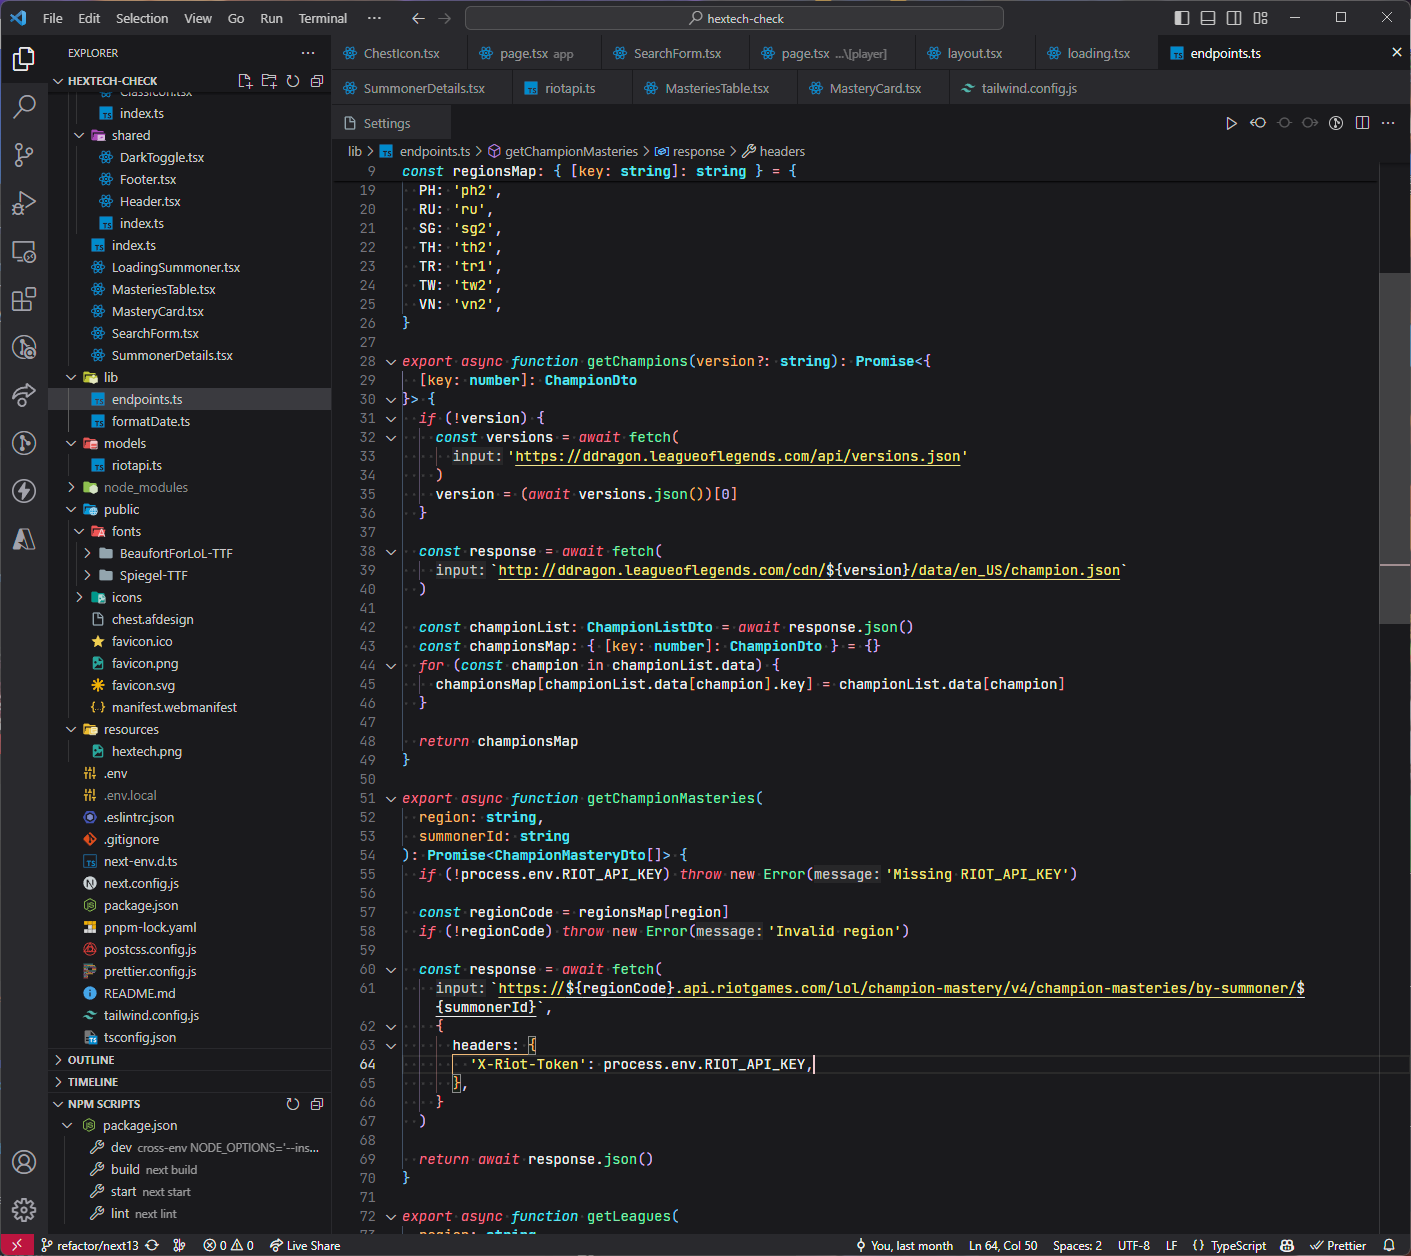 File Edit Selection View Go Run Terminal ··· hextech-check
EXPLORER ···
HEXTECH-CHECK
ClassIcon.tsx
index.ts
shared
DarkToggle.tsx
Footer.tsx
Header.tsx
index.ts
index.ts
LoadingSummoner.tsx
MasteriesTable.tsx
MasteryCard.tsx
SearchForm.tsx
SummonerDetails.tsx
lib
endpoints.ts
formatDate.ts
models
riotapi.ts
node_modules
public
fonts
BeaufortForLoL-TTF
Spiegel-TTF
icons
chest.afdesign
favicon.ico
favicon.png
favicon.svg
manifest.webmanifest
resources
hextech.png
.env
.env.local
.eslintrc.json
.gitignore
next-env.d.ts
next.config.js
package.json
pnpm-lock.yaml
postcss.config.js
prettier.config.js
README.md
tailwind.config.js
tsconfig.json
OUTLINE
TIMELINE
NPM SCRIPTS
package.json
dev cross-env NODE_OPTIONS='--ins...
build next build
start next start
lint next lint
ChestIcon.tsx page.tsx app SearchForm.tsx page.tsx ...\[player] layout.tsx loading.tsx endpoints.ts
SummonerDetails.tsx riotapi.ts MasteriesTable.tsx MasteryCard.tsx tailwind.config.js
Settings
lib > endpoints.ts > getChampionMasteries > response > headers
9 const regionsMap: { [key: string]: string } = {
19 PH: 'ph2',
20 RU: 'ru',
21 SG: 'sg2',
22 TH: 'th2',
23 TR: 'tr1',
24 TW: 'tw2',
25 VN: 'vn2',
26 }
27
28 export async function getChampions(version?: string): Promise<{
29 [key: number]: ChampionDto
30 }> {
31 if (!version) {
32 const versions = await fetch(
33 input: 'https://ddragon.leagueoflegends.com/api/versions.json'
34 )
35 version = (await versions.json())[0]
36 }
37
38 const response = await fetch(
39 input: `http://ddragon.leagueoflegends.com/cdn/${version}/data/en_US/champion.json`
40 )
41
42 const championList: ChampionListDto = await response.json()
43 const championsMap: { [key: number]: ChampionDto } = {}
44 for (const champion in championList.data) {
45 championsMap[championList.data[champion].key] = championList.data[champion]
46 }
47
48 return championsMap
49 }
50
51 export async function getChampionMasteries(
52 region: string,
53 summonerId: string
54 ): Promise<ChampionMasteryDto[]> {
55 if (!process.env.RIOT_API_KEY) throw new Error(message: 'Missing RIOT_API_KEY')
56
57 const regionCode = regionsMap[region]
58 if (!regionCode) throw new Error(message: 'Invalid region')
59
60 const response = await fetch(
61 input: `https://${regionCode}.api.riotgames.com/lol/champion-mastery/v4/champion-masteries/by-summoner/$
{summonerId}`,
62 {
63 headers: {
64 'X-Riot-Token': process.env.RIOT_API_KEY,
65 },
66 }
67 )
68
69 return await response.json()
70 }
71
72 export async function getLeagues(
73 region: string
refactor/next13 0 0 Live Share You, last month Ln 64, Col 50 Spaces: 2 UTF-8 LF {} TypeScript Prettier